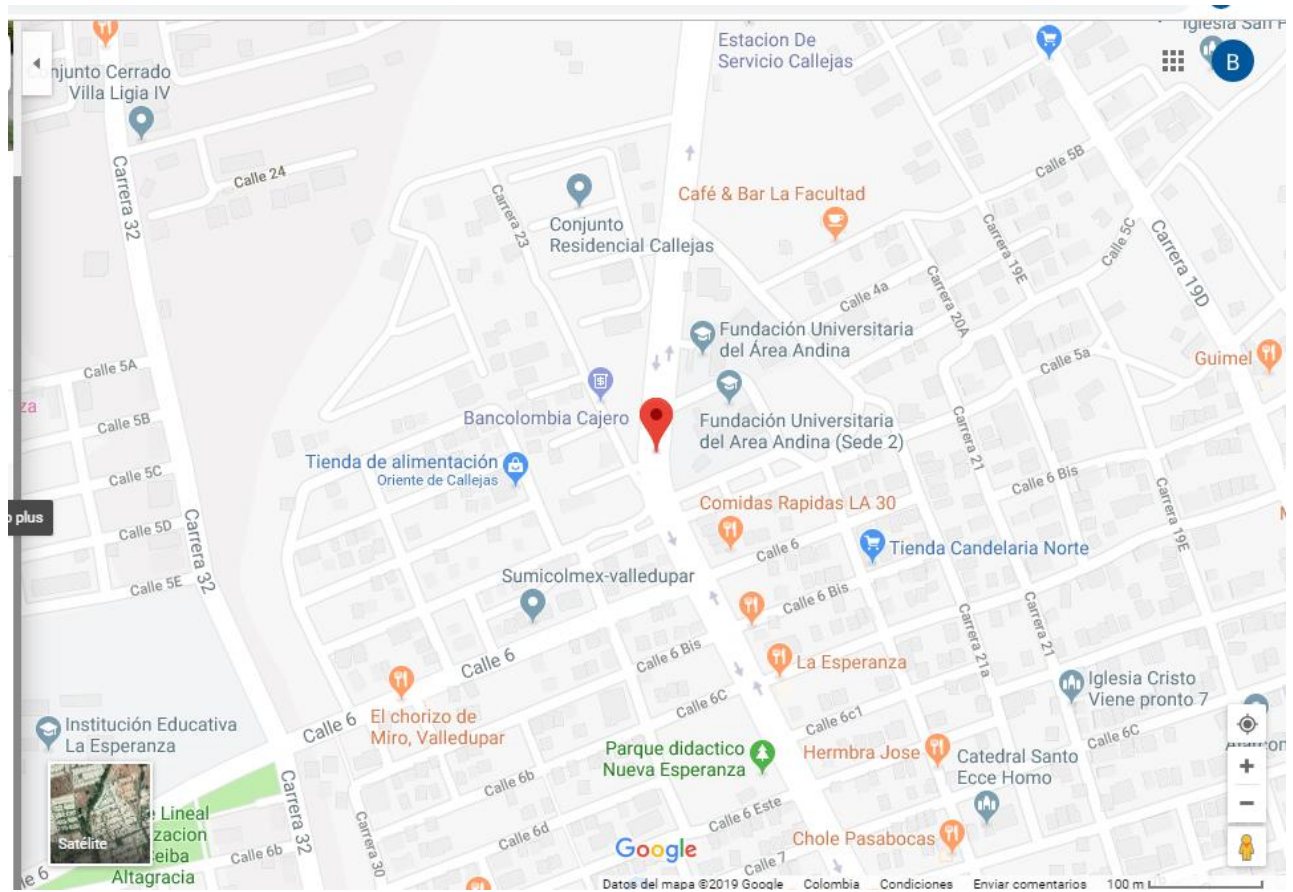 Estacion De
Servicio Callejas
Iglesia San
B
Conjunto Cerrado
Villa Ligia IV
Carrera 32
Calle 24
Calle 5B
Carrera 23
Café & Bar La Facultad
Conjunto
Residencial Callejas
Carrera 19E
Calle 5C
Carrera 19D
Calle 4a
Carrera 20A
Fundación Universitaria
del Área Andina
Calle 5a
Guimel
Calle 5A
za
Calle 5B
Bancolombia Cajero
Fundación Universitaria
del Area Andina (Sede 2)
Carrera 21
Tienda de alimentación
Oriente de Callejas
Calle 5C
Calle 6 Bis
Carrera 19E
plus
Calle 5D
Carrera 32
Comidas Rapidas LA 30
Calle 6
Tienda Candelaria Norte
Calle 5E
Sumicolmex-valledupar
Calle 6 Bis
Carrera 21a
Carrera 21
Calle 6
Calle 6 Bis
La Esperanza
Iglesia Cristo
Viene pronto 7
Calle 6C
Calle 6c1
Calle 6C
Institución Educativa
La Esperanza
Calle 6
El chorizo de
Miro, Valledupar
Parque didactico
Nueva Esperanza
Hermbra Jose
Catedral Santo
Ecce Homo
Calle 6b
Carrera 30
Calle 6d
Calle 6 Este
Carrera 32
Lineal
zacion
eiba
Altagracia
Satélite
Calle 6b
Google
Chole Pasabocas
Calle 7
Datos del mapa ©2019 Google Colombia Condiciones Enviar comentarios 100 m